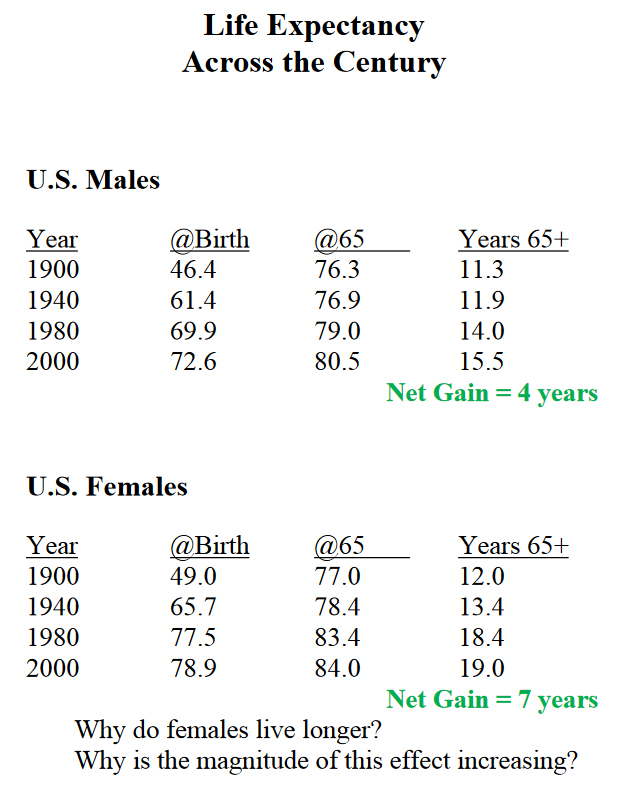 Life Expectancy
Across the Century
U.S. Males
Year @Birth @65 Years 65+
1900 46.4 76.3 11.3
1940 61.4 76.9 11.9
1980 69.9 79.0 14.0
2000 72.6 80.5 15.5
Net Gain = 4 years
U.S. Females
Year @Birth @65 Years 65+
1900 49.0 77.0 12.0
1940 65.7 78.4 13.4
1980 77.5 83.4 18.4
2000 78.9 84.0 19.0
Net Gain = 7 years
Why do females live longer?
Why is the magnitude of this effect increasing?